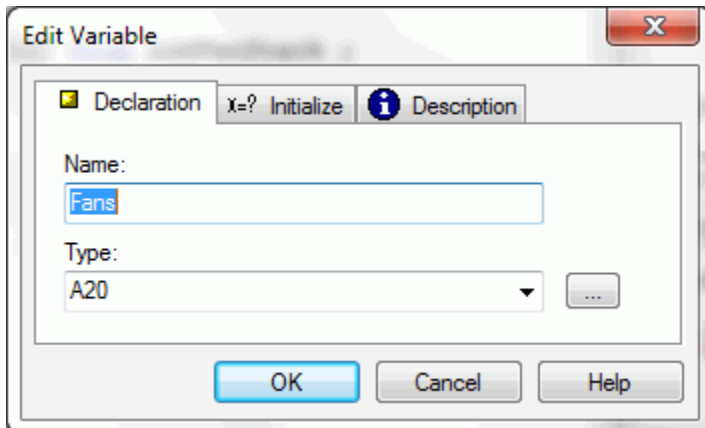 Edit Variable
Declaration x=? Initialize Description
Name:
Fans
Type:
A20
...
OK Cancel Help